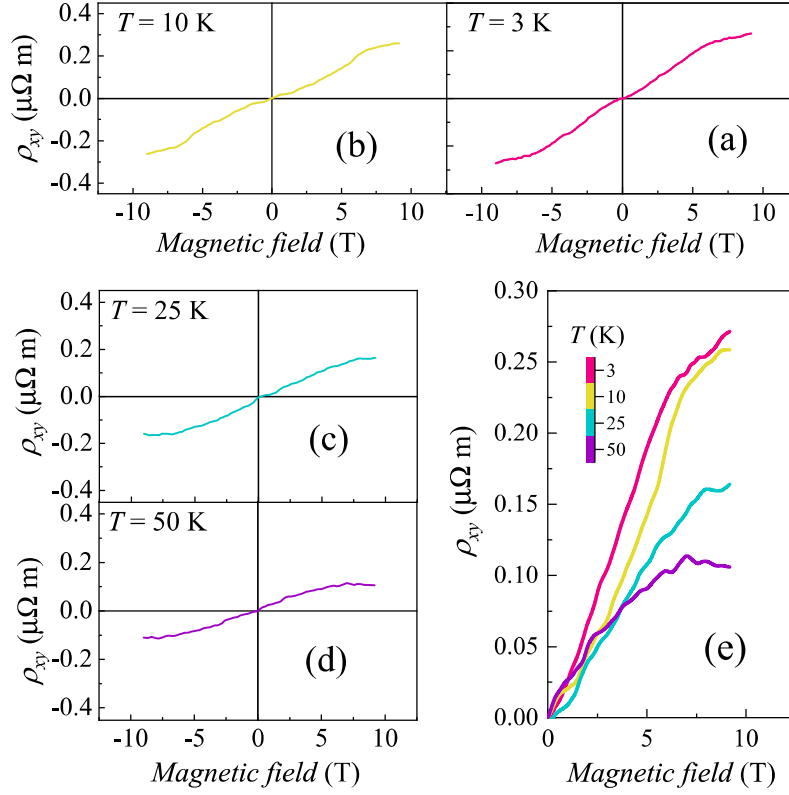 T = 10 K
0.4
0.2
0.0
-0.2
-0.4
ρxy (μΩ m)
(b)
-10 -5 0 5 10
Magnetic field (T)
T = 3 K
(a)
-10 -5 0 5 10
Magnetic field (T)
T = 25 K
0.4
0.2
0.0
-0.2
-0.4
ρxy (μΩ m)
(c)
T = 50 K
0.4
0.2
0.0
-0.2
-0.4
ρxy (μΩ m)
(d)
-10 -5 0 5 10
Magnetic field (T)
0.30
0.25
0.20
0.15
0.10
0.05
0.00
ρxy (μΩ m)
T (K)
3
10
25
50
(e)
0 5 10
Magnetic field (T)